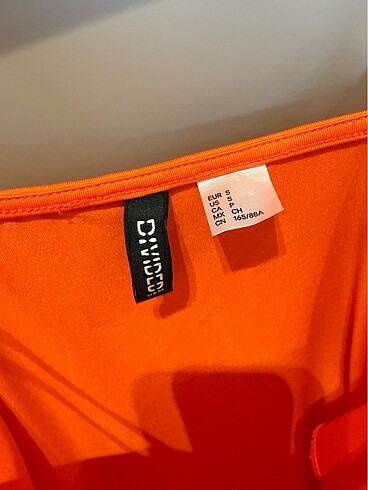 DIVIDED
EUR S
US S
CA P
MX CH
CN 165/88A